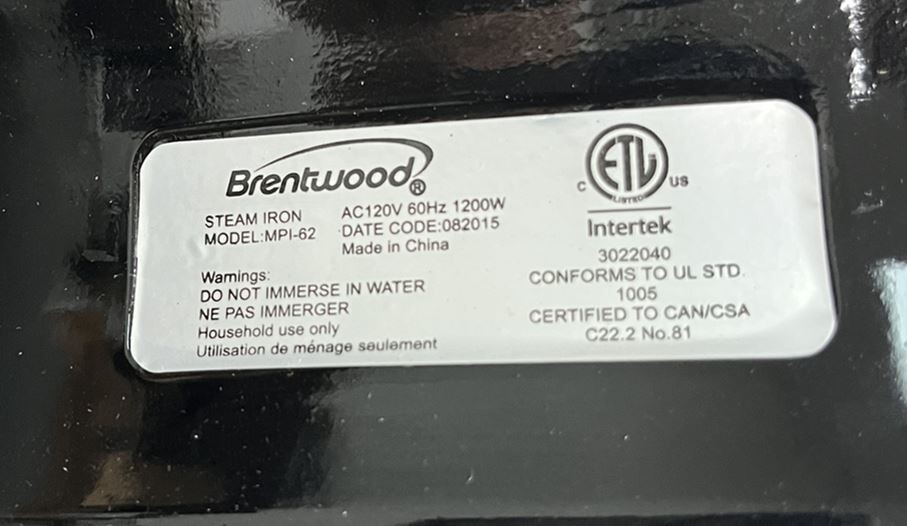 Brentwood®
STEAM IRON AC120V 60Hz 1200W
MODEL:MPI-62 DATE CODE:082015
Made in China
Warnings:
DO NOT IMMERSE IN WATER
NE PAS IMMERGER
Household use only
Utilisation de ménage seulement
ETL
C US
LISTED
Intertek
3022040
CONFORMS TO UL STD.
1005
CERTIFIED TO CAN/CSA
C22.2 No.81